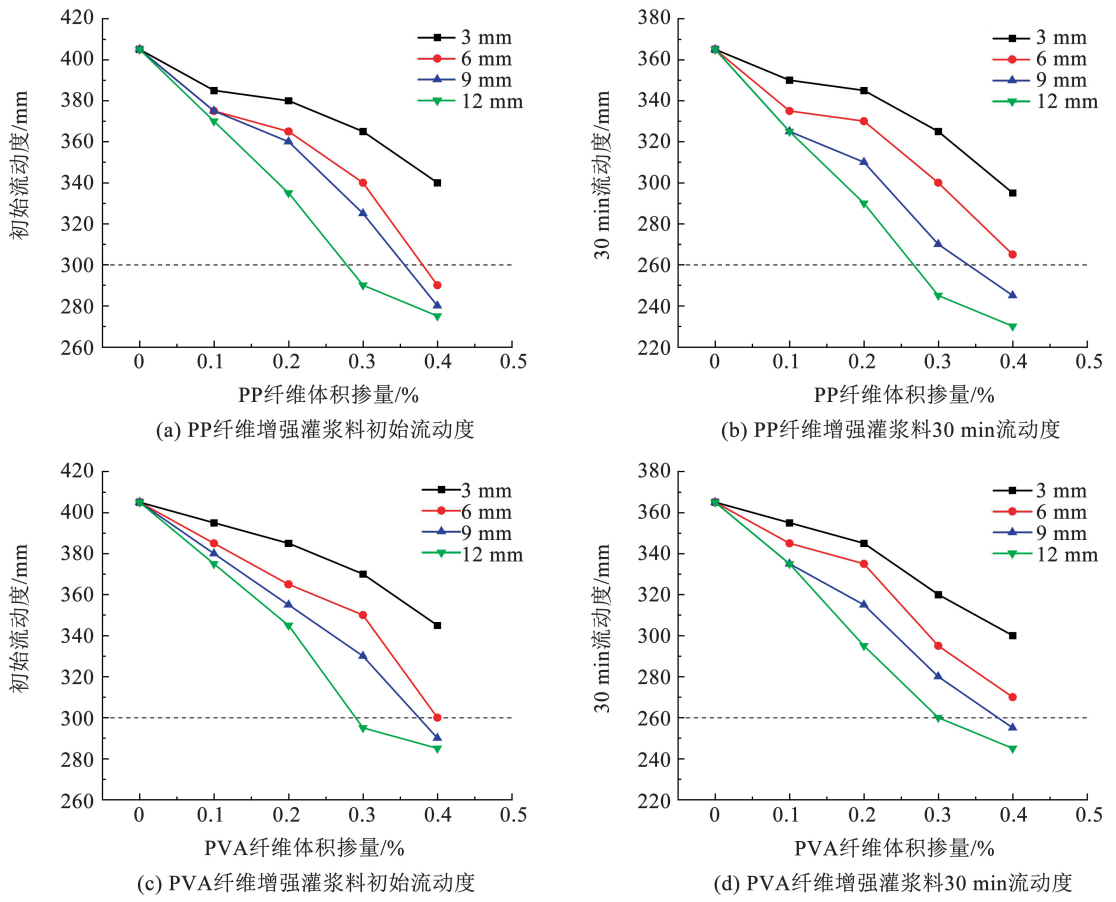 420
400
380
360
340
320
300
280
260
初始流动度/mm
3 mm
6 mm
9 mm
12 mm
0 0.1 0.2 0.3 0.4 0.5
PP纤维体积掺量/%
(a) PP纤维增强灌浆料初始流动度
380
360
340
320
300
280
260
240
220
30 min流动度/mm
3 mm
6 mm
9 mm
12 mm
0 0.1 0.2 0.3 0.4 0.5
PP纤维体积掺量/%
(b) PP纤维增强灌浆料30 min流动度
420
400
380
360
340
320
300
280
260
初始流动度/mm
3 mm
6 mm
9 mm
12 mm
0 0.1 0.2 0.3 0.4 0.5
PVA纤维体积掺量/%
(c) PVA纤维增强灌浆料初始流动度
380
360
340
320
300
280
260
240
220
30 min流动度/mm
3 mm
6 mm
9 mm
12 mm
0 0.1 0.2 0.3 0.4 0.5
PVA纤维体积掺量/%
(d) PVA纤维增强灌浆料30 min流动度